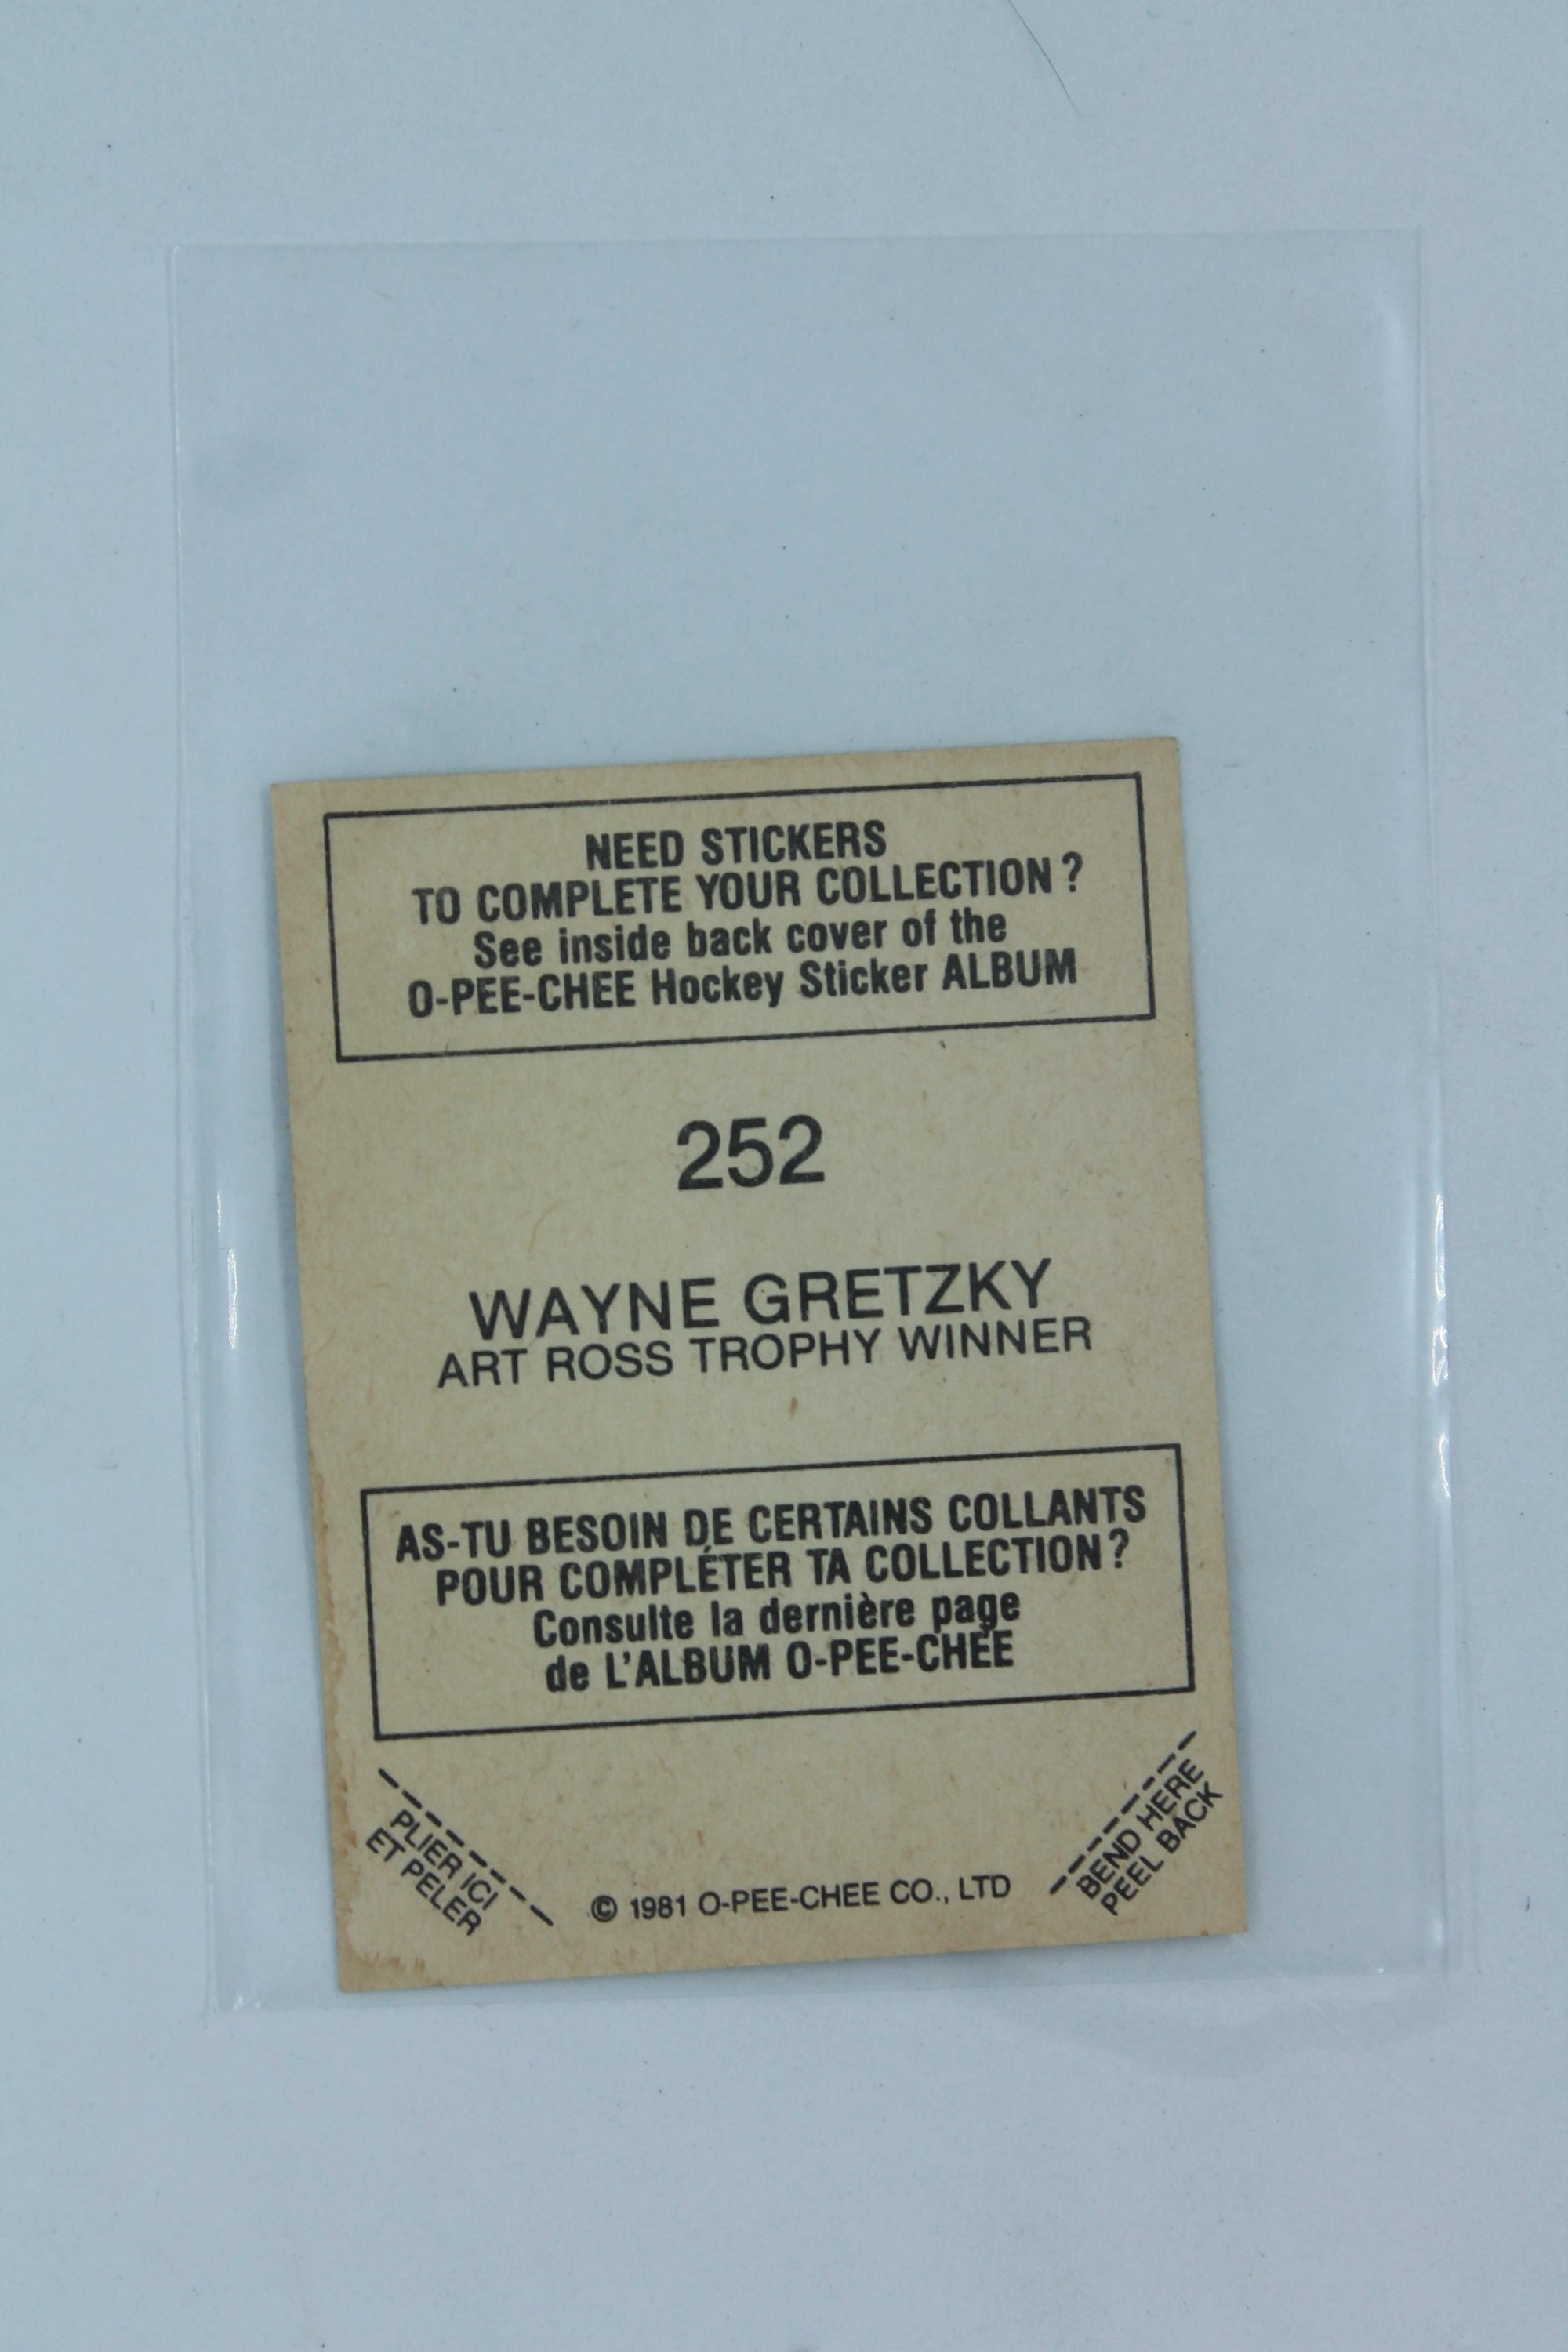 NEED STICKERS
TO COMPLETE YOUR COLLECTION?
See inside back cover of the
O-PEE-CHEE Hockey Sticker ALBUM
252
WAYNE GRETZKY
ART ROSS TROPHY WINNER
AS-TU BESOIN DE CERTAINS COLLANTS
POUR COMPLÉTER TA COLLECTION?
Consulte la dernière page
de L'ALBUM O-PEE-CHEE
PLIER ICI
ET PELER
© 1981 O-PEE-CHEE CO., LTD
BEND HERE
PEEL BACK